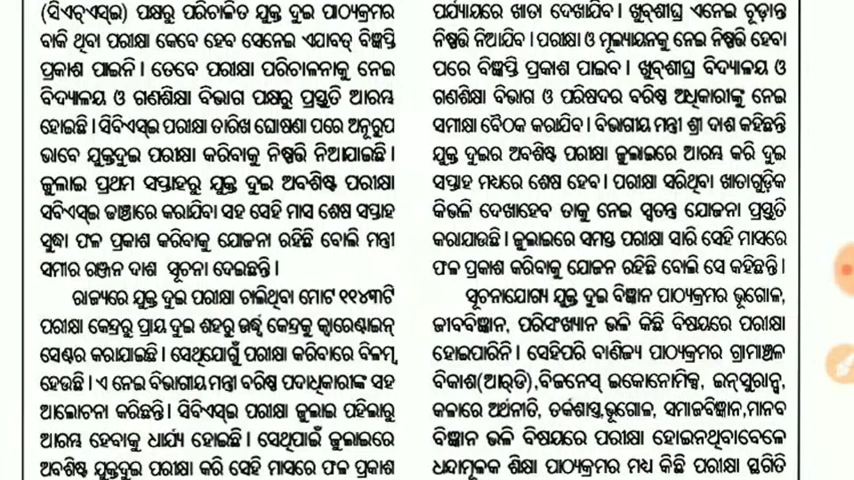 (ସିଏଚ୍ଏସ୍ଇ) ପକ୍ଷରୁ ପରିଚାଳିତ ଯୁକ୍ତ ଦୁଇ ପାଠ୍ୟକ୍ରମର
ବାକି ଥିବା ପରୀକ୍ଷା କେବେ ହେବ ସେନେଇ ଏଯାବତ୍ ବିଜ୍ଞପ୍ତି
ପ୍ରକାଶ ପାଇନି । ତେବେ ପରୀକ୍ଷା ପରିଚାଳନାକୁ ନେଇ
ବିଦ୍ୟାଳୟ ଓ ଗଣଶିକ୍ଷା ବିଭାଗ ପକ୍ଷରୁ ପ୍ରସ୍ତୁତି ଆରମ୍ଭ
ହୋଇଛି । ସିବିଏସ୍ଇ ପରୀକ୍ଷା ତାରିଖ ଘୋଷଣା ପରେ ଅନୁରୂପ
ଭାବେ ଯୁକ୍ତଦୁଇ ପରୀକ୍ଷା କରିବାକୁ ନିଷ୍ପତ୍ତି ନିଆଯାଇଛି ।
ଜୁଲାଇ ପ୍ରଥମ ସପ୍ତାହରୁ ଯୁକ୍ତ ଦୁଇ ଅବଶିଷ୍ଟ ପରୀକ୍ଷା
ସବିଏସ୍ଇ ଢାଞ୍ଚାରେ କରାଯିବା ସହ ସେହି ମାସ ଶେଷ ସପ୍ତାହ
ସୁଦ୍ଧା ଫଳ ପ୍ରକାଶ କରିବାକୁ ଯୋଜନା ରହିଛି ବୋଲି ମନ୍ତ୍ରୀ
ସମୀର ରଞ୍ଜନ ଦାଶ ସୂଚନା ଦେଇଛନ୍ତି ।
ରାଜ୍ୟରେ ଯୁକ୍ତ ଦୁଇ ପରୀକ୍ଷା ଚାଲିଥିବା ମୋଟ ୧୧୪୩ଟି
ପରୀକ୍ଷା କେନ୍ଦ୍ରରୁ ପ୍ରାୟ ଦୁଇ ଶହରୁ ଊର୍ଦ୍ଧ୍ୱ କେନ୍ଦ୍ରକୁ କ୍ୱାରେଣ୍ଟାଇନ୍
ସେଣ୍ଟର କରାଯାଇଛି । ସେଥିଯୋଗୁଁ ପରୀକ୍ଷା କରିବାରେ ବିଳମ୍ବ
ହେଉଛି । ଏ ନେଇ ବିଭାଗୀୟ ମନ୍ତ୍ରୀ ବରିଷ୍ଠ ପଦାଧିକାରୀଙ୍କ ସହ
ଆଲୋଚନା କରିଛନ୍ତି । ସିବିଏସ୍ଇ ପରୀକ୍ଷା ଜୁଲାଇ ପହିଲାରୁ
ଆରମ୍ଭ ହେବାକୁ ଧାର୍ଯ୍ୟ ହୋଇଛି । ସେଥିପାଇଁ ଜୁଲାଇରେ
ଅବଶିଷ୍ଟ ଯୁକ୍ତଦୁଇ ପରୀକ୍ଷା କରି ସେହି ମାସରେ ଫଳ ପ୍ରକାଶ
ପର୍ଯ୍ୟାୟରେ ଖାତା ଦେଖାଯିବ । ଖୁବ୍‌ଶୀଘ୍ର ଏନେଇ ଚୂଡ଼ାନ୍ତ
ନିଷ୍ପତ୍ତି ନିଆଯିବ । ପରୀକ୍ଷା ଓ ମୂଲ୍ୟାୟନକୁ ନେଇ ନିଷ୍ପତ୍ତି ହେବା
ପରେ ବିଜ୍ଞପ୍ତି ପ୍ରକାଶ ପାଇବ । ଖୁବ୍‌ଶୀଘ୍ର ବିଦ୍ୟାଳୟ ଓ
ଗଣଶିକ୍ଷା ବିଭାଗ ଓ ପରିଷଦର ବରିଷ୍ଠ ଅଧିକାରୀଙ୍କୁ ନେଇ
ସମୀକ୍ଷା ବୈଠକ କରାଯିବ । ବିଭାଗୀୟ ମନ୍ତ୍ରୀ ଶ୍ରୀ ଦାଶ କହିଛନ୍ତି
ଯୁକ୍ତ ଦୁଇର ଅବଶିଷ୍ଟ ପରୀକ୍ଷା ଜୁଲାଇରେ ଆରମ୍ଭ କରି ଦୁଇ
ସପ୍ତାହ ମଧ୍ୟରେ ଶେଷ ହେବ । ପରୀକ୍ଷା ସରିଥିବା ଖାତାଗୁଡ଼ିକ
କିଭଳି ଦେଖାହେବ ତାକୁ ନେଇ ସ୍ୱତନ୍ତ୍ର ଯୋଜନା ପ୍ରସ୍ତୁତି
କରାଯାଉଛି । ଜୁଲାଇରେ ସମସ୍ତ ପରୀକ୍ଷା ସାରି ସେହି ମାସରେ
ଫଳ ପ୍ରକାଶ କରିବାକୁ ଯୋଜନ ରହିଛି ବୋଲି ସେ କହିଛନ୍ତି ।
ସୂଚନାଯୋଗ୍ୟ ଯୁକ୍ତ ଦୁଇ ବିଜ୍ଞାନ ପାଠ୍ୟକ୍ରମର ଭୂଗୋଳ,
ଜୀବବିଜ୍ଞାନ, ପରିସଂଖ୍ୟାନ ଭଳି କିଛି ବିଷୟରେ ପରୀକ୍ଷା
ହୋଇପାରିନି । ସେହିପରି ବାଣିଜ୍ୟ ପାଠ୍ୟକ୍ରମର ଗ୍ରାମାଞ୍ଚଳ
ବିକାଶ(ଆର୍‌ଡି),ବିଜନେସ୍ ଇକୋନୋମିକ୍ସ, ଇନ୍‌ସୁରାନ୍ସ,
କଳାରେ ଅର୍ଥନୀତି, ତର୍କଶାସ୍ତ୍ର,ଭୂଗୋଳ, ସମାଜବିଜ୍ଞାନ,ମାନବ
ବିଜ୍ଞାନ ଭଳି ବିଷୟରେ ପରୀକ୍ଷା ହୋଇନଥିବାବେଳେ
ଧନ୍ଦାମୂଳକ ଶିକ୍ଷା ପାଠ୍ୟକ୍ରମର ମଧ୍ୟ କିଛି ପରୀକ୍ଷା ସ୍ଥଗିତି